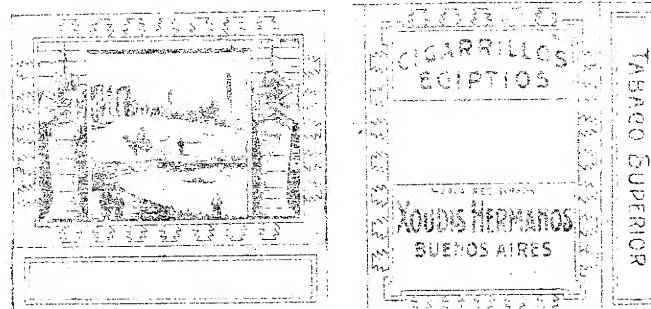 CIGARRILLOS
EGIPTIOS
XOUDIS HERMANOS
BUENOS AIRES
TABACO SUPERIOR